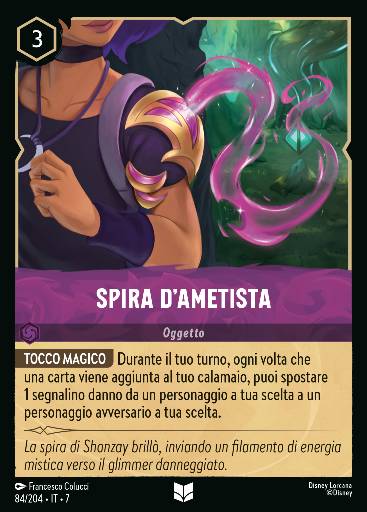 3
SPIRA D'AMETISTA
Oggetto
TOCCO MAGICO Durante il tuo turno, ogni volta che
una carta viene aggiunta al tuo calamaio, puoi spostare
1 segnalino danno da un personaggio a tua scelta a un
personaggio avversario a tua scelta.
La spira di Shonzay brillò, inviando un filamento di energia
mistica verso il glimmer danneggiato.
Francesco Colucci
84/204 • IT • 7
Disney Lorcana
©Disney